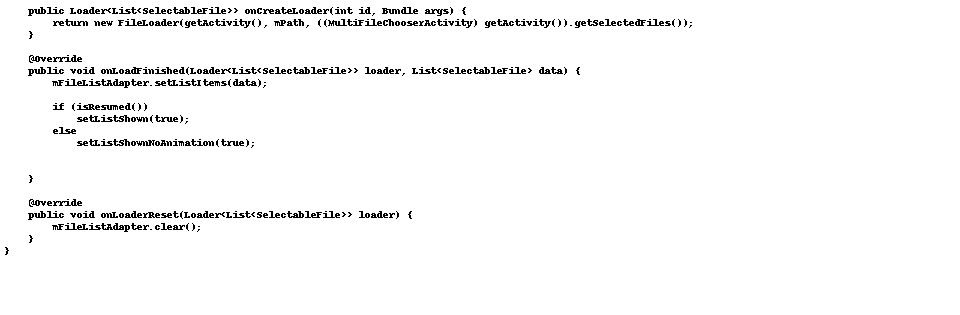 public Loader<List<SelectableFile>> onCreateLoader(int id, Bundle args) {
        return new FileLoader(getActivity(), mPath, ((MultiFileChooserActivity) getActivity()).getSelectedFiles());
    }

    @Override
    public void onLoadFinished(Loader<List<SelectableFile>> loader, List<SelectableFile> data) {
        mFileListAdapter.setListItems(data);

        if (isResumed())
            setListShown(true);
        else
            setListShownNoAnimation(true);


    }

    @Override
    public void onLoaderReset(Loader<List<SelectableFile>> loader) {
        mFileListAdapter.clear();
    }
}